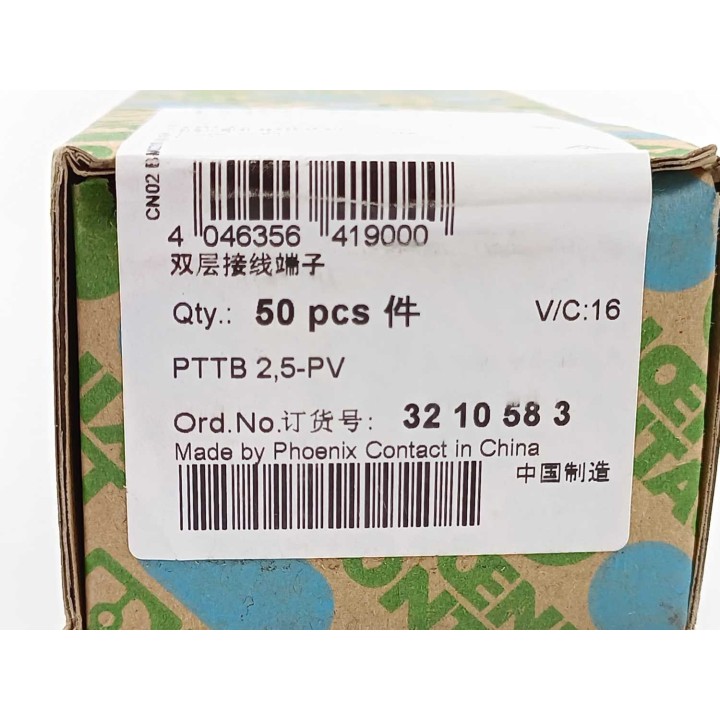 CN02
4 046356 419000
双层接线端子
Qty.: 50 pcs 件 V/C:16
PTTB 2,5-PV
Ord.No.订货号: 32 10 58 3
Made by Phoenix Contact in China
中国制造